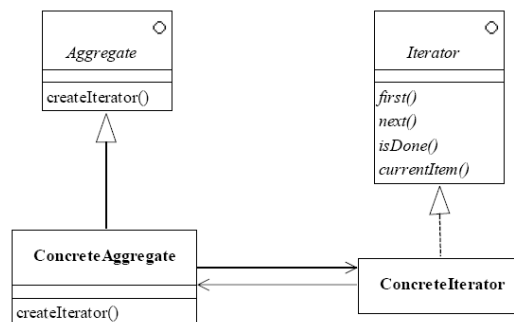 Aggregate
createIterator()
Iterator
first()
next()
isDone()
currentItem()
ConcreteAggregate
createIterator()
ConcreteIterator